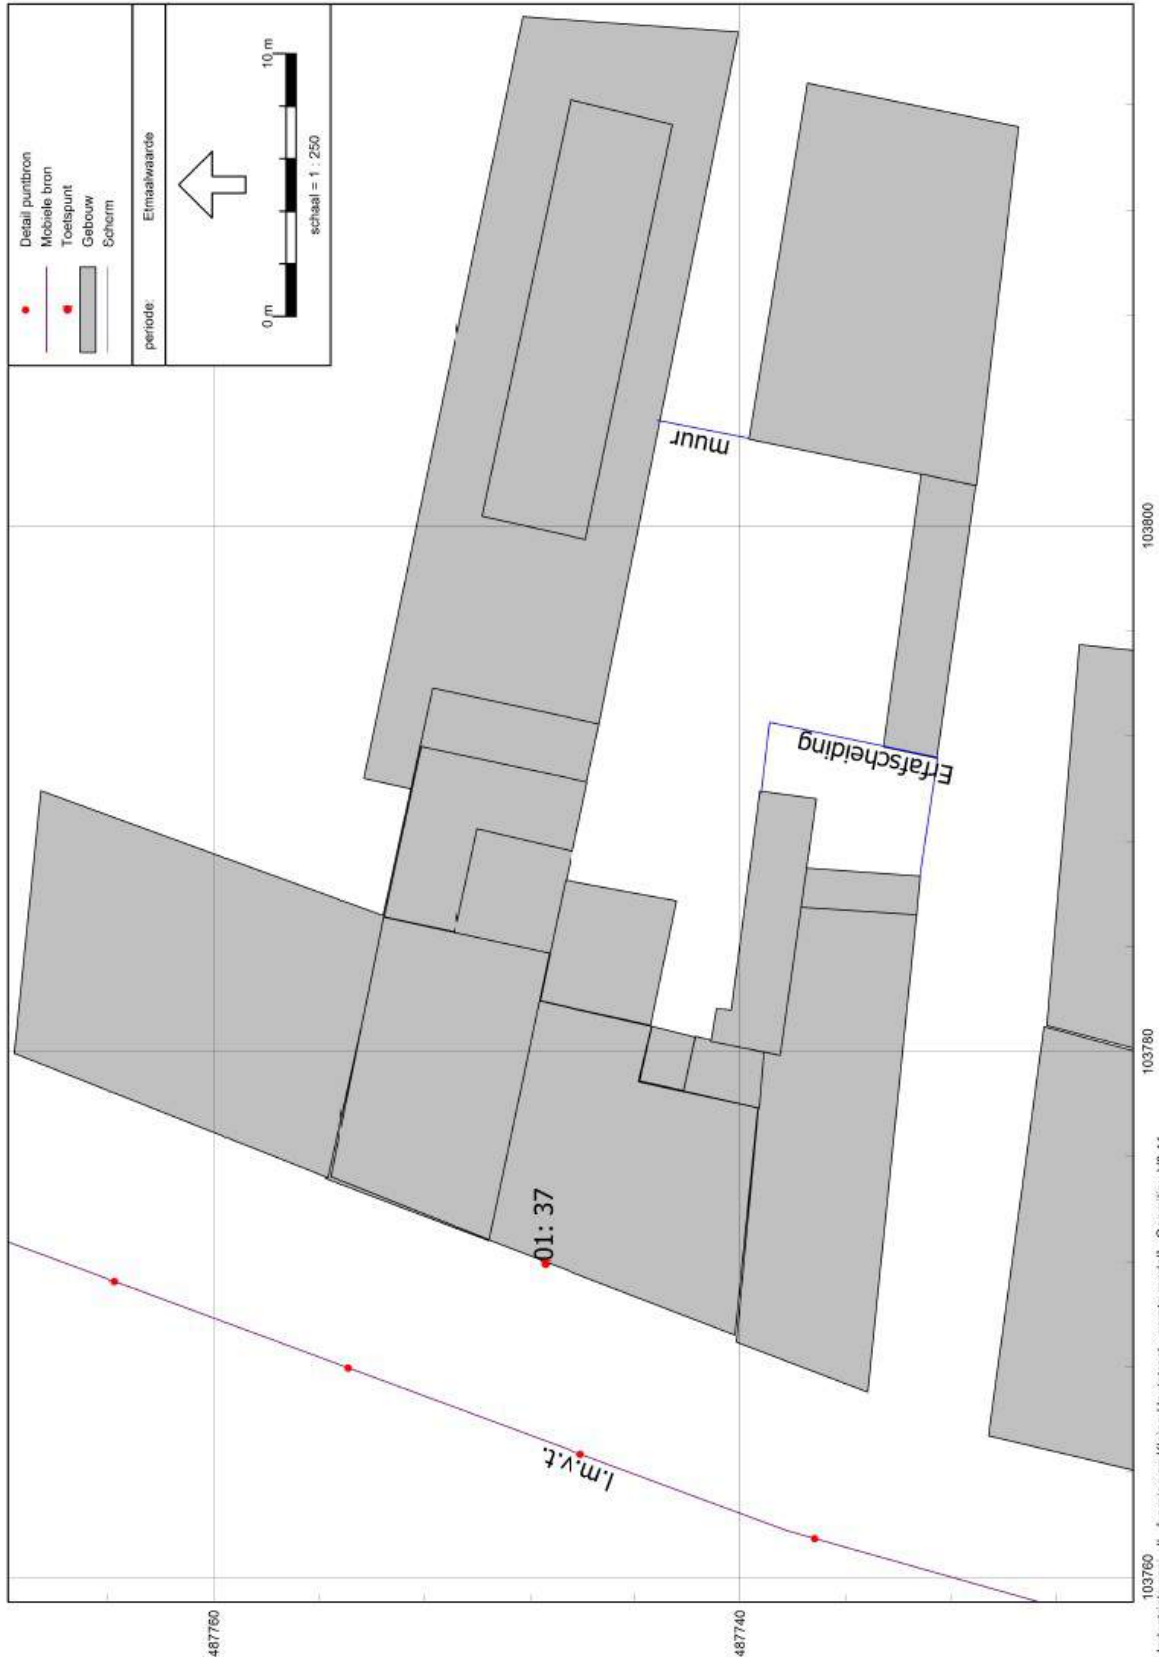 Detail puntbron
Mobiele bron
Toetspunt
Gebouw
Scherm
periode: Etmaalwaarde
0 m 10 m
schaal = 1 : 250
muur
Erfafscheiding
01: 37
l.m.v.t.
487760
487740
103760
103780
103800